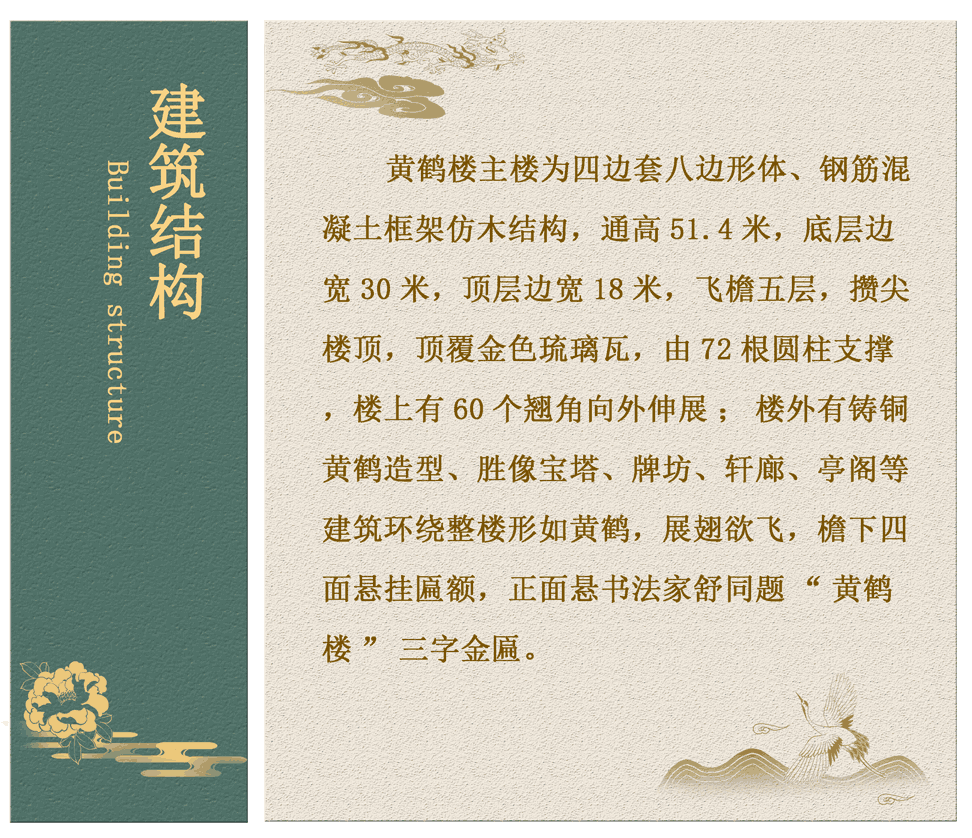 建筑结构
Building structure
黄鹤楼主楼为四边套八边形体、钢筋混
凝土框架仿木结构，通高 51.4 米，底层边
宽 30 米，顶层边宽 18 米，飞檐五层，攒尖
楼顶，顶覆金色琉璃瓦，由 72 根圆柱支撑
，楼上有 60 个翘角向外伸展 ； 楼外有铸铜
黄鹤造型、胜像宝塔、牌坊、轩廊、亭阁等
建筑环绕整楼形如黄鹤，展翅欲飞，檐下四
面悬挂匾额，正面悬书法家舒同题 “ 黄鹤
楼 ” 三字金匾。